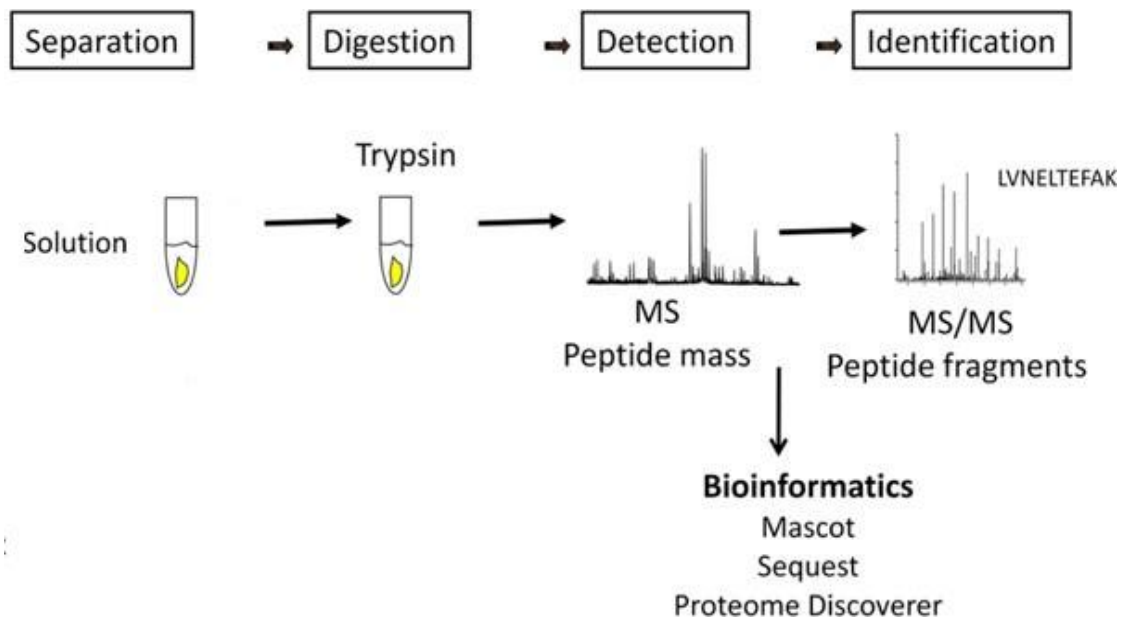 Separation
Digestion
Detection
Identification
Trypsin
Solution
LVNELTEFAK
MS
Peptide mass
MS/MS
Peptide fragments
Bioinformatics
Mascot
Sequest
Proteome Discoverer